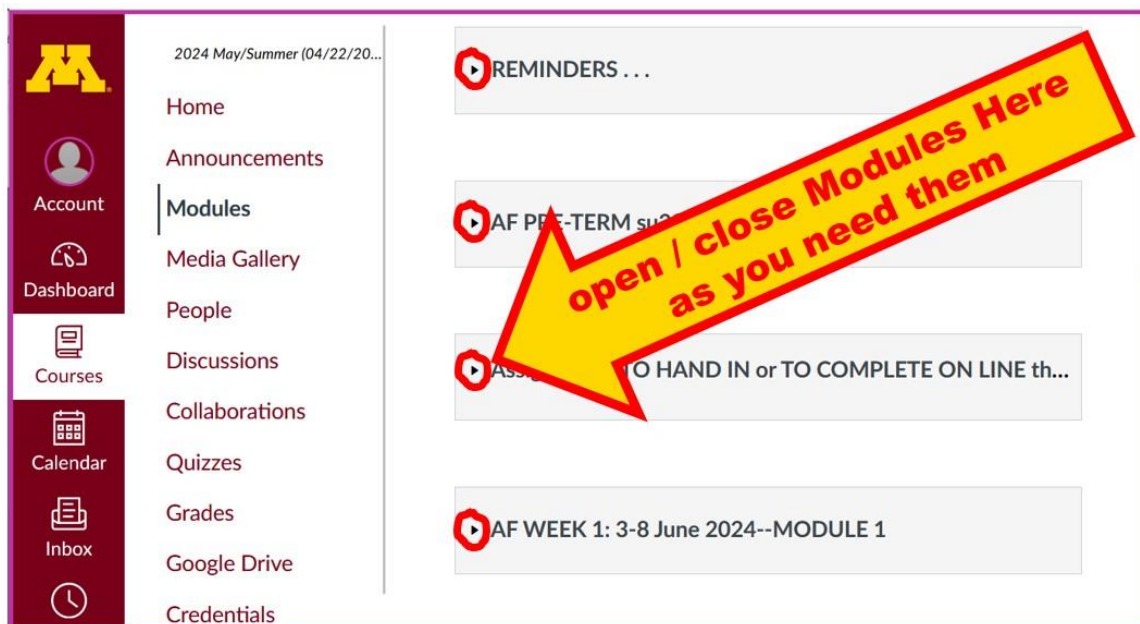 M
Account
Dashboard
Courses
Calendar
Inbox
2024 May/Summer (04/22/20...
Home
Announcements
Modules
Media Gallery
People
Discussions
Collaborations
Quizzes
Grades
Google Drive
Credentials
REMINDERS . . .
AF PRE-TERM
TO HAND IN or TO COMPLETE ON LINE th...
AF WEEK 1: 3-8 June 2024--MODULE 1
open / close Modules Here
as you need them